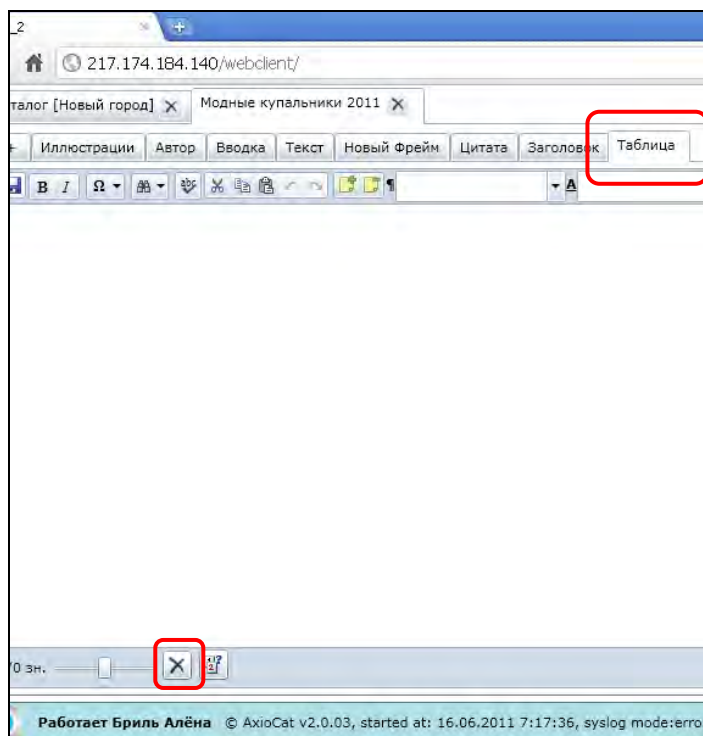 _2
217.174.184.140/webclient/
талог [Новый город] Модные купальники 2011
+ Иллюстрации Автор Вводка Текст Новый Фрейм Цитата Заголовок Таблица
B I Ω ¶ A
/0 зн.
Работает Бриль Алёна © AxioCat v2.0.03, started at: 16.06.2011 7:17:36, syslog mode:erro